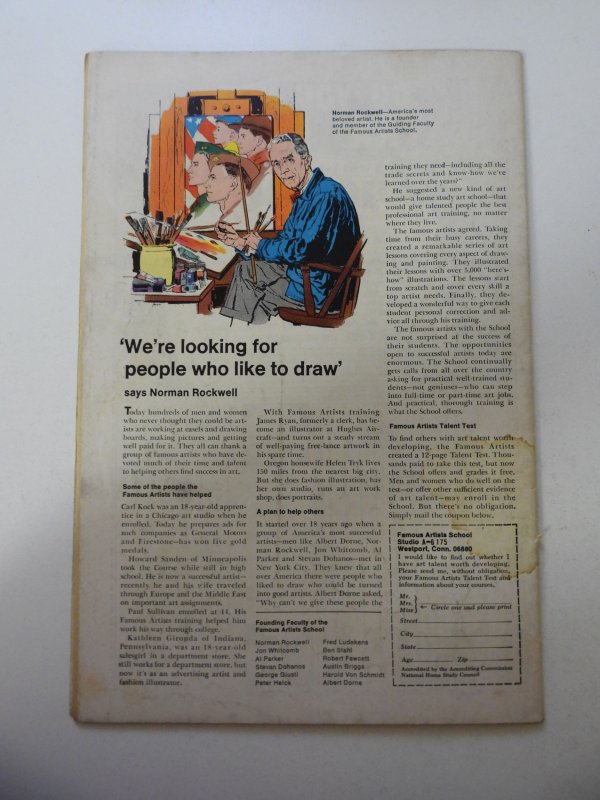 Norman Rockwell—America's most
beloved artist. He is a founder
and member of the Guiding Faculty
of the Famous Artists School.
'We're looking for
people who like to draw'
says Norman Rockwell
Today hundreds of men and women
who never thought they could be art-
ists are working at easels and drawing
boards, making pictures and getting
well paid for it. They all can thank a
group of famous artists who have de-
voted much of their time and talent
to helping others find success in art.
Some of the people the
Famous Artists have helped
Carl Kock was an 18-year-old appren-
tice in a Chicago art studio when he
enrolled. Today he prepares ads for
such companies as General Motors
and Firestone—has won five gold
medals.
Howard Sanden of Minneapolis
took the Course while still in high
school. He is now a successful artist—
recently he and his wife traveled
through Europe and the Middle East
on important art assignments.
Paul Sullivan enrolled at 44. His
Famous Artists training helped him
work his way through college.
Kathleen Gironda of Indiana,
Pennsylvania, was an 18-year-old
salesgirl in a department store. She
still works for a department store, but
now it's as an advertising artist and
fashion illustrator.
With Famous Artists training
James Ryan, formerly a clerk, has be-
come an illustrator at Hughes Air-
craft—and turns out a steady stream
of well-paying free-lance artwork in
his spare time.
Oregon housewife Helen Tryk lives
150 miles from the nearest big city.
But she does fashion illustration, has
her own studio, runs an art work
shop, does portraits.
A plan to help others
It started over 18 years ago when a
group of America's most successful
artists—men like Albert Dorne, Nor-
man Rockwell, Jon Whitcomb, Al
Parker and Stevan Dohanos—met in
New York City. They knew that all
over America there were people who
liked to draw who could be turned
into good artists. Albert Dorne asked,
"Why can't we give these people the
Founding Faculty of the
Famous Artists School
Norman Rockwell
Jon Whitcomb
Al Parker
Stevan Dohanos
George Giusti
Peter Helck
Fred Ludekens
Ben Stahl
Robert Fawcett
Austin Briggs
Harold Von Schmidt
Albert Dorne
training they need—including all the
trade secrets and know-how we've
learned over the years?"
He suggested a new kind of art
school—a home study art school—that
would give talented people the best
professional art training, no matter
where they live.
The famous artists agreed. Taking
time from their busy careers, they
created a remarkable series of art
lessons covering every aspect of draw-
ing and painting. They illustrated
their lessons with over 5,000 "here's-
how" illustrations. The lessons start
from scratch and cover every skill a
top artist needs. Finally, they de-
veloped a wonderful way to give each
student personal correction and ad-
vice all through his training.
The famous artists with the School
are not surprised at the success of
their students. The opportunities
open to successful artists today are
enormous. The School continually
gets calls from all over the country
asking for practical well-trained stu-
dents—not geniuses—who can step
into full-time or part-time art jobs.
And practical, thorough training is
what the School offers.
Famous Artists Talent Test
To find others with art talent worth
developing, the Famous Artists
created a 12-page Talent Test. Thou-
sands paid to take this test, but now
the School offers and grades it free.
Men and women who do well on the
test—or offer other sufficient evidence
of art talent—may enroll in the
School. But there's no obligation.
Simply mail the coupon below.
Famous Artists School
Studio A-6175
Westport, Conn. 06880
I would like to find out whether I
have art talent worth developing.
Please send me, without obligation,
your Famous Artists Talent Test and
information about your courses.
Mr.
Mrs.
Miss
Circle one and please print
Street
City
State
Age Zip
Accredited by the Accrediting Commission
National Home Study Council